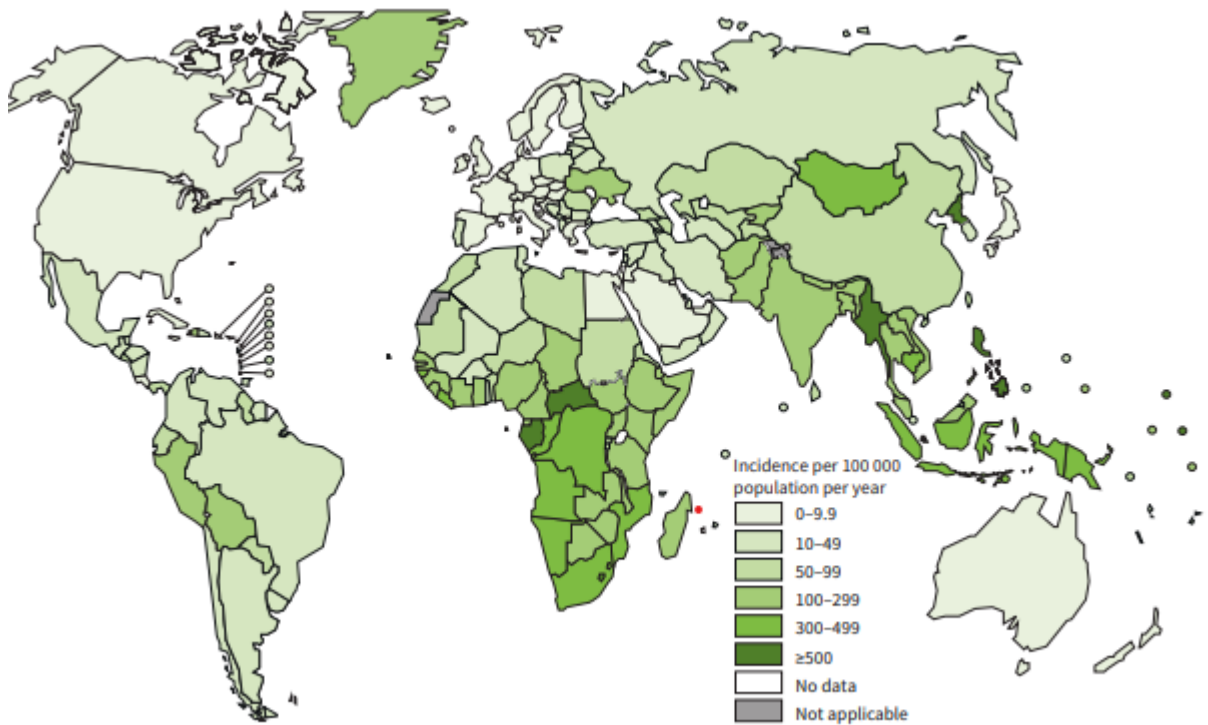 Incidence per 100 000
population per year
0–9.9
10–49
50–99
100–299
300–499
≥500
No data
Not applicable